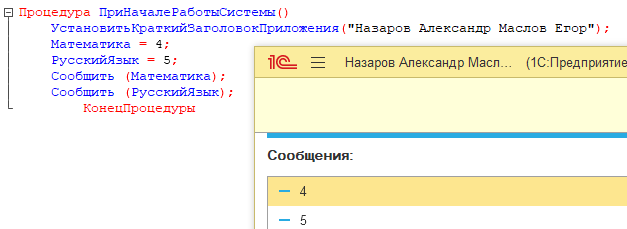 Процедура ПриНачалеРаботыСистемы()
УстановитьКраткийЗаголовокПриложения("Назаров Александр Маслов Егор");
Математика = 4;
РусскийЯзык = 5;
Сообщить (Математика);
Сообщить (РусскийЯзык);
КонецПроцедуры
1С Назаров Александр Масл... (1С:Предприятие
Сообщения:
4
5